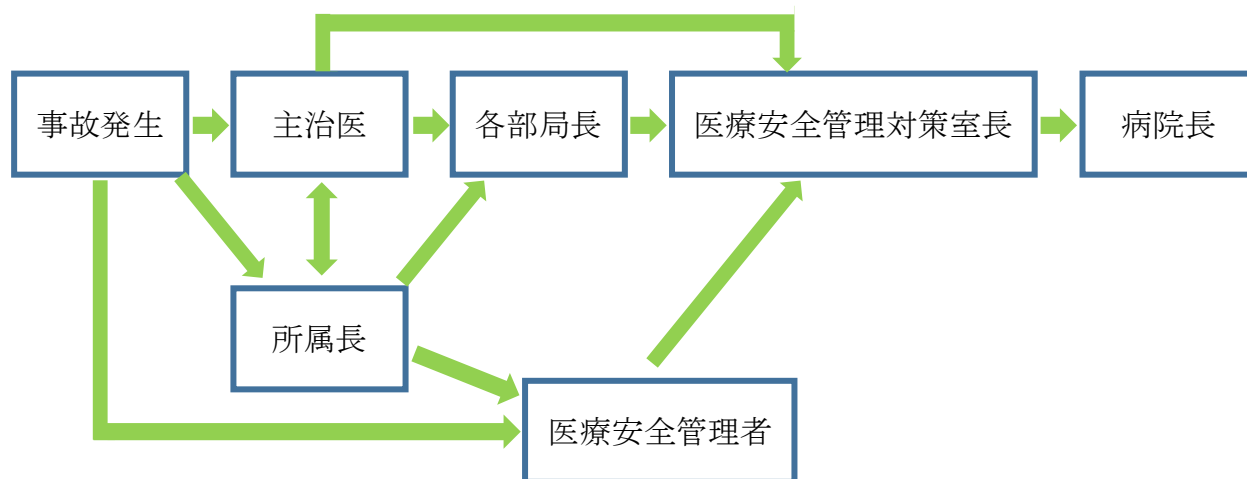 事故発生
主治医
各部局長
医療安全管理対策室長
病院長
所属長
医療安全管理者